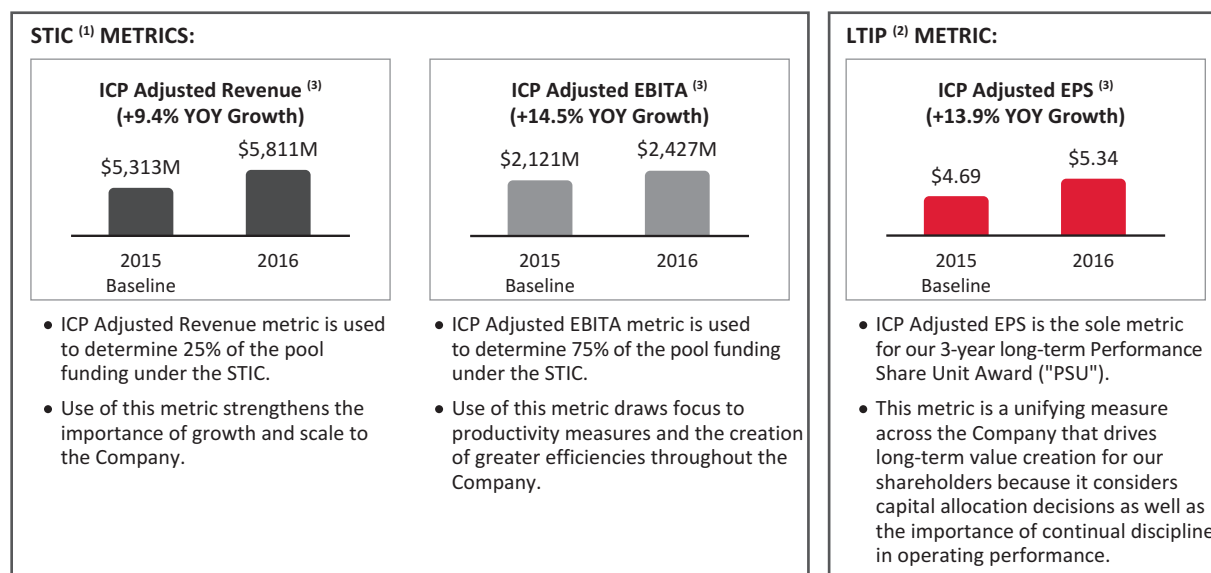 STIC (1) METRICS:
ICP Adjusted Revenue (3)
(+9.4% YOY Growth)
$5,313M
$5,811M
2015
Baseline
2016
• ICP Adjusted Revenue metric is used
to determine 25% of the pool
funding under the STIC.
• Use of this metric strengthens the
importance of growth and scale to
the Company.
ICP Adjusted EBITA (3)
(+14.5% YOY Growth)
$2,121M
$2,427M
2015
Baseline
2016
• ICP Adjusted EBITA metric is used
to determine 75% of the pool funding
under the STIC.
• Use of this metric draws focus to
productivity measures and the creation
of greater efficiencies throughout the
Company.
LTIP (2) METRIC:
ICP Adjusted EPS (3)
(+13.9% YOY Growth)
$4.69
$5.34
2015
Baseline
2016
• ICP Adjusted EPS is the sole metric
for our 3-year long-term Performance
Share Unit Award ("PSU").
• This metric is a unifying measure
across the Company that drives
long-term value creation for our
shareholders because it considers
capital allocation decisions as well as
the importance of continual discipline
in operating performance.